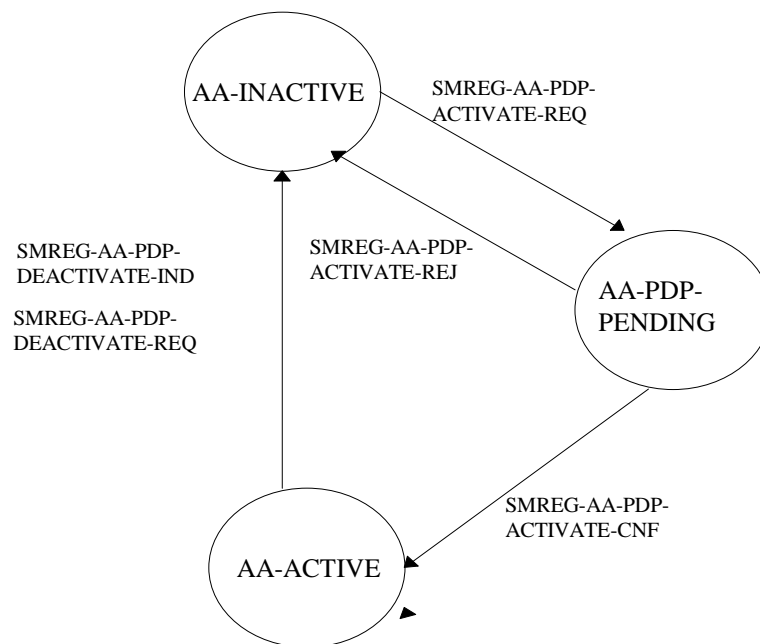 AA-INACTIVE
SMREG-AA-PDP-
ACTIVATE-REQ
SMREG-AA-PDP-
DEACTIVATE-IND
SMREG-AA-PDP-
DEACTIVATE-REQ
SMREG-AA-PDP-
ACTIVATE-REJ
AA-PDP-
PENDING
SMREG-AA-PDP-
ACTIVATE-CNF
AA-ACTIVE